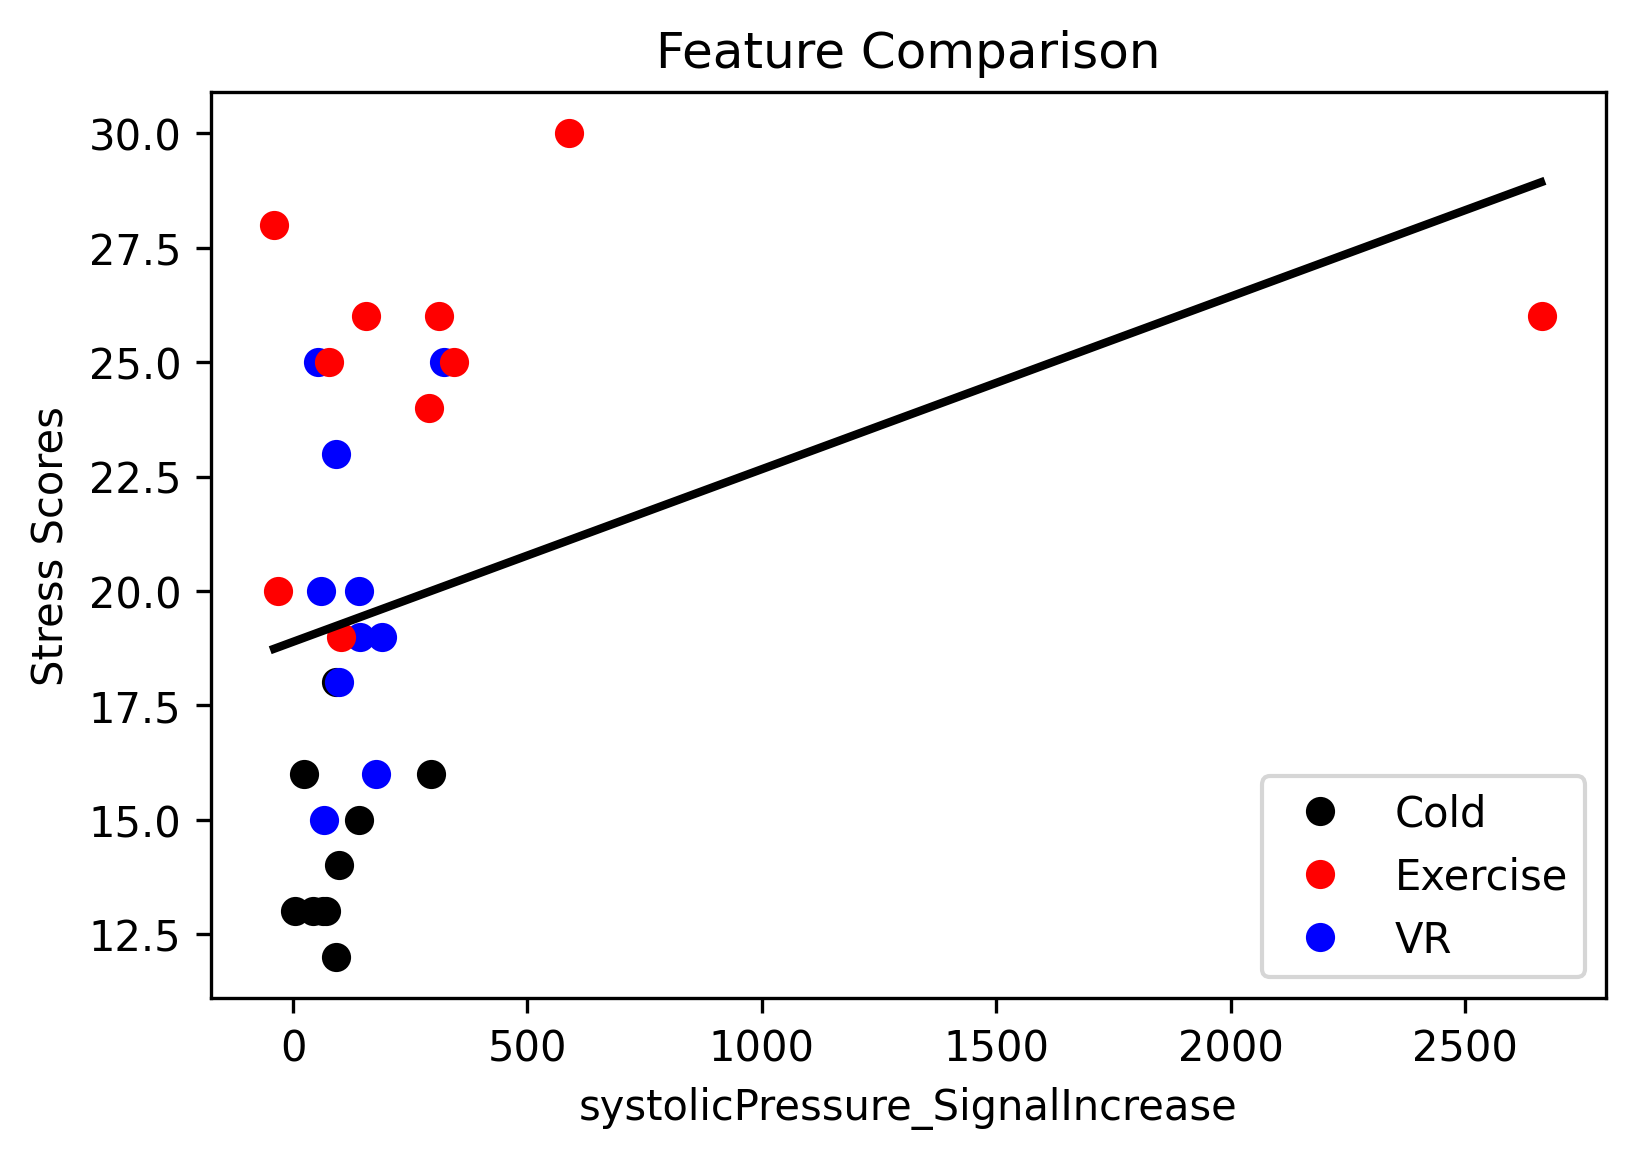 Feature Comparison
30.0
27.5
25.0
22.5
20.0
17.5
15.0
12.5
Stress Scores
Cold
Exercise
VR
0 500 1000 1500 2000 2500
systolicPressure_SignalIncrease